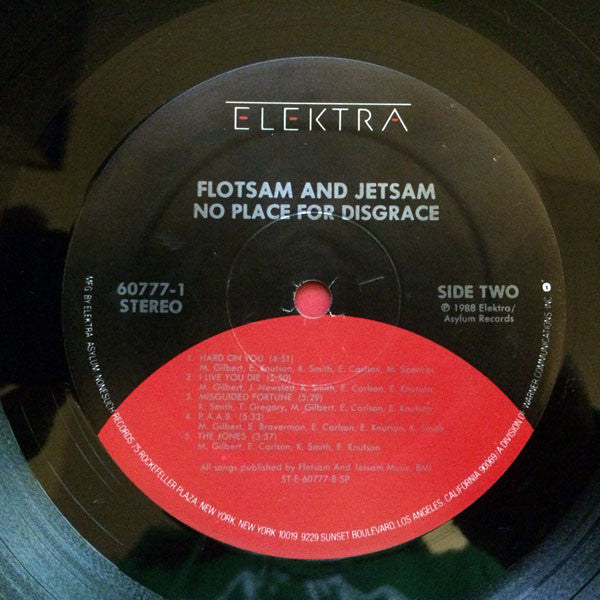 ELEKTRA
FLOTSAM AND JETSAM
NO PLACE FOR DISGRACE
60777-1
STEREO
SIDE TWO
℗ 1988 Elektra/
Asylum Records
1. HARD ON YOU (4:51)
M. Gilbert, E. Knutson, K. Smith, E. Carlson, M. Spencer
2. I LIVE YOU DIE (5:50)
M. Gilbert, J. Newsted, K. Smith, E. Carlson, E. Knutson
3. MISGUIDED FORTUNE (5:29)
K. Smith, T. Gregory, M. Gilbert, E. Carlson, E. Knutson
4. P.A.A.B. (5:33)
M. Gilbert, E. Braverman, E. Carlson, E. Knutson, K. Smith
5. THE JONES (3:57)
M. Gilbert, E. Carlson, K. Smith, E. Knutson
All songs published by Flotsam And Jetsam Music, BMI
ST-E-60777-B-SP
MFG. BY ELEKTRA ASYLUM NONESUCH RECORDS 75 ROCKEFELLER PLAZA, NEW YORK, NEW YORK 10019 9229 SUNSET BOULEVARD, LOS ANGELES, CALIFORNIA 90069 A DIVISION OF WARNER COMMUNICATIONS INC.